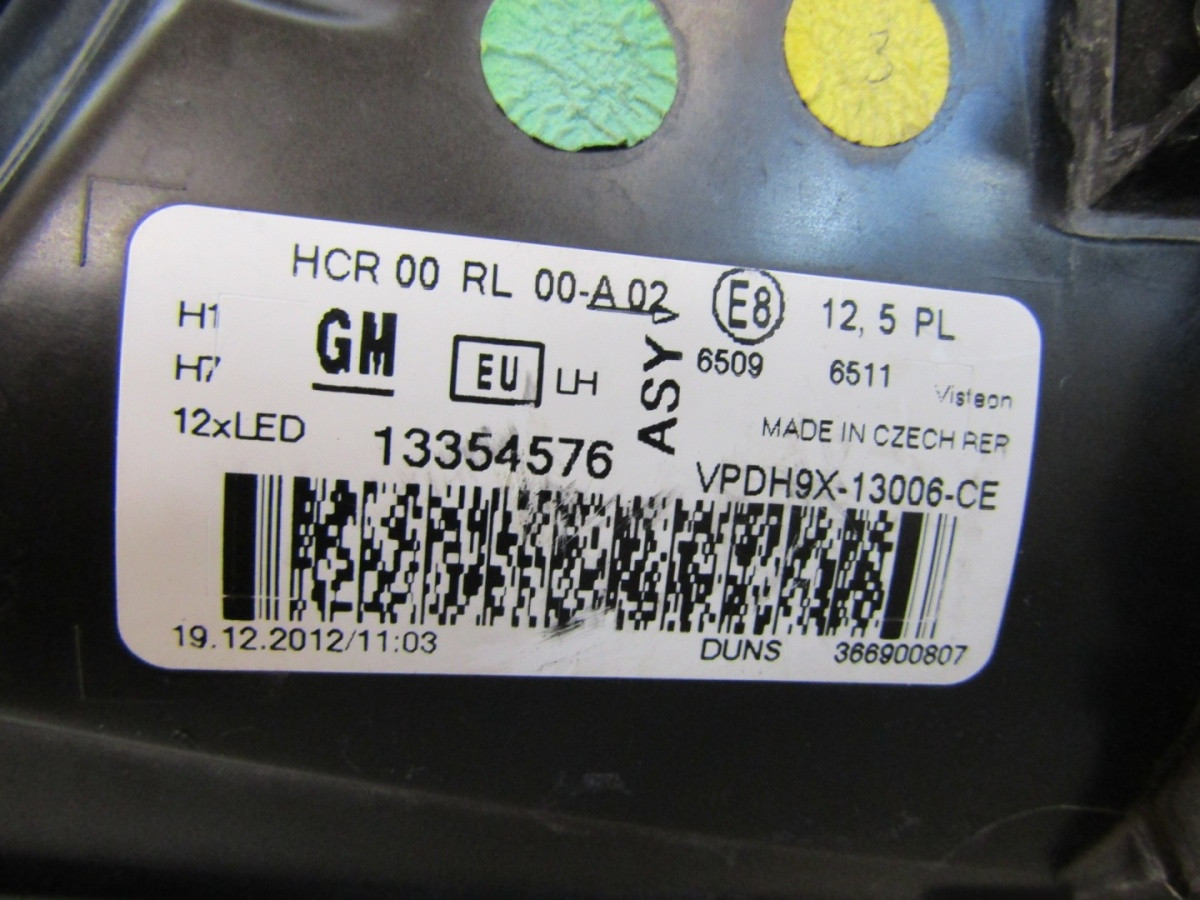 3
HCR 00 RL 00-A 02 E8 12, 5 PL
H1 GM EU LH ASY 6509 6511
H7 Visteon
12xLED 13354576 MADE IN CZECH REP
VPDH9X-13006-CE
19.12.2012/11:03 DUNS 366900807